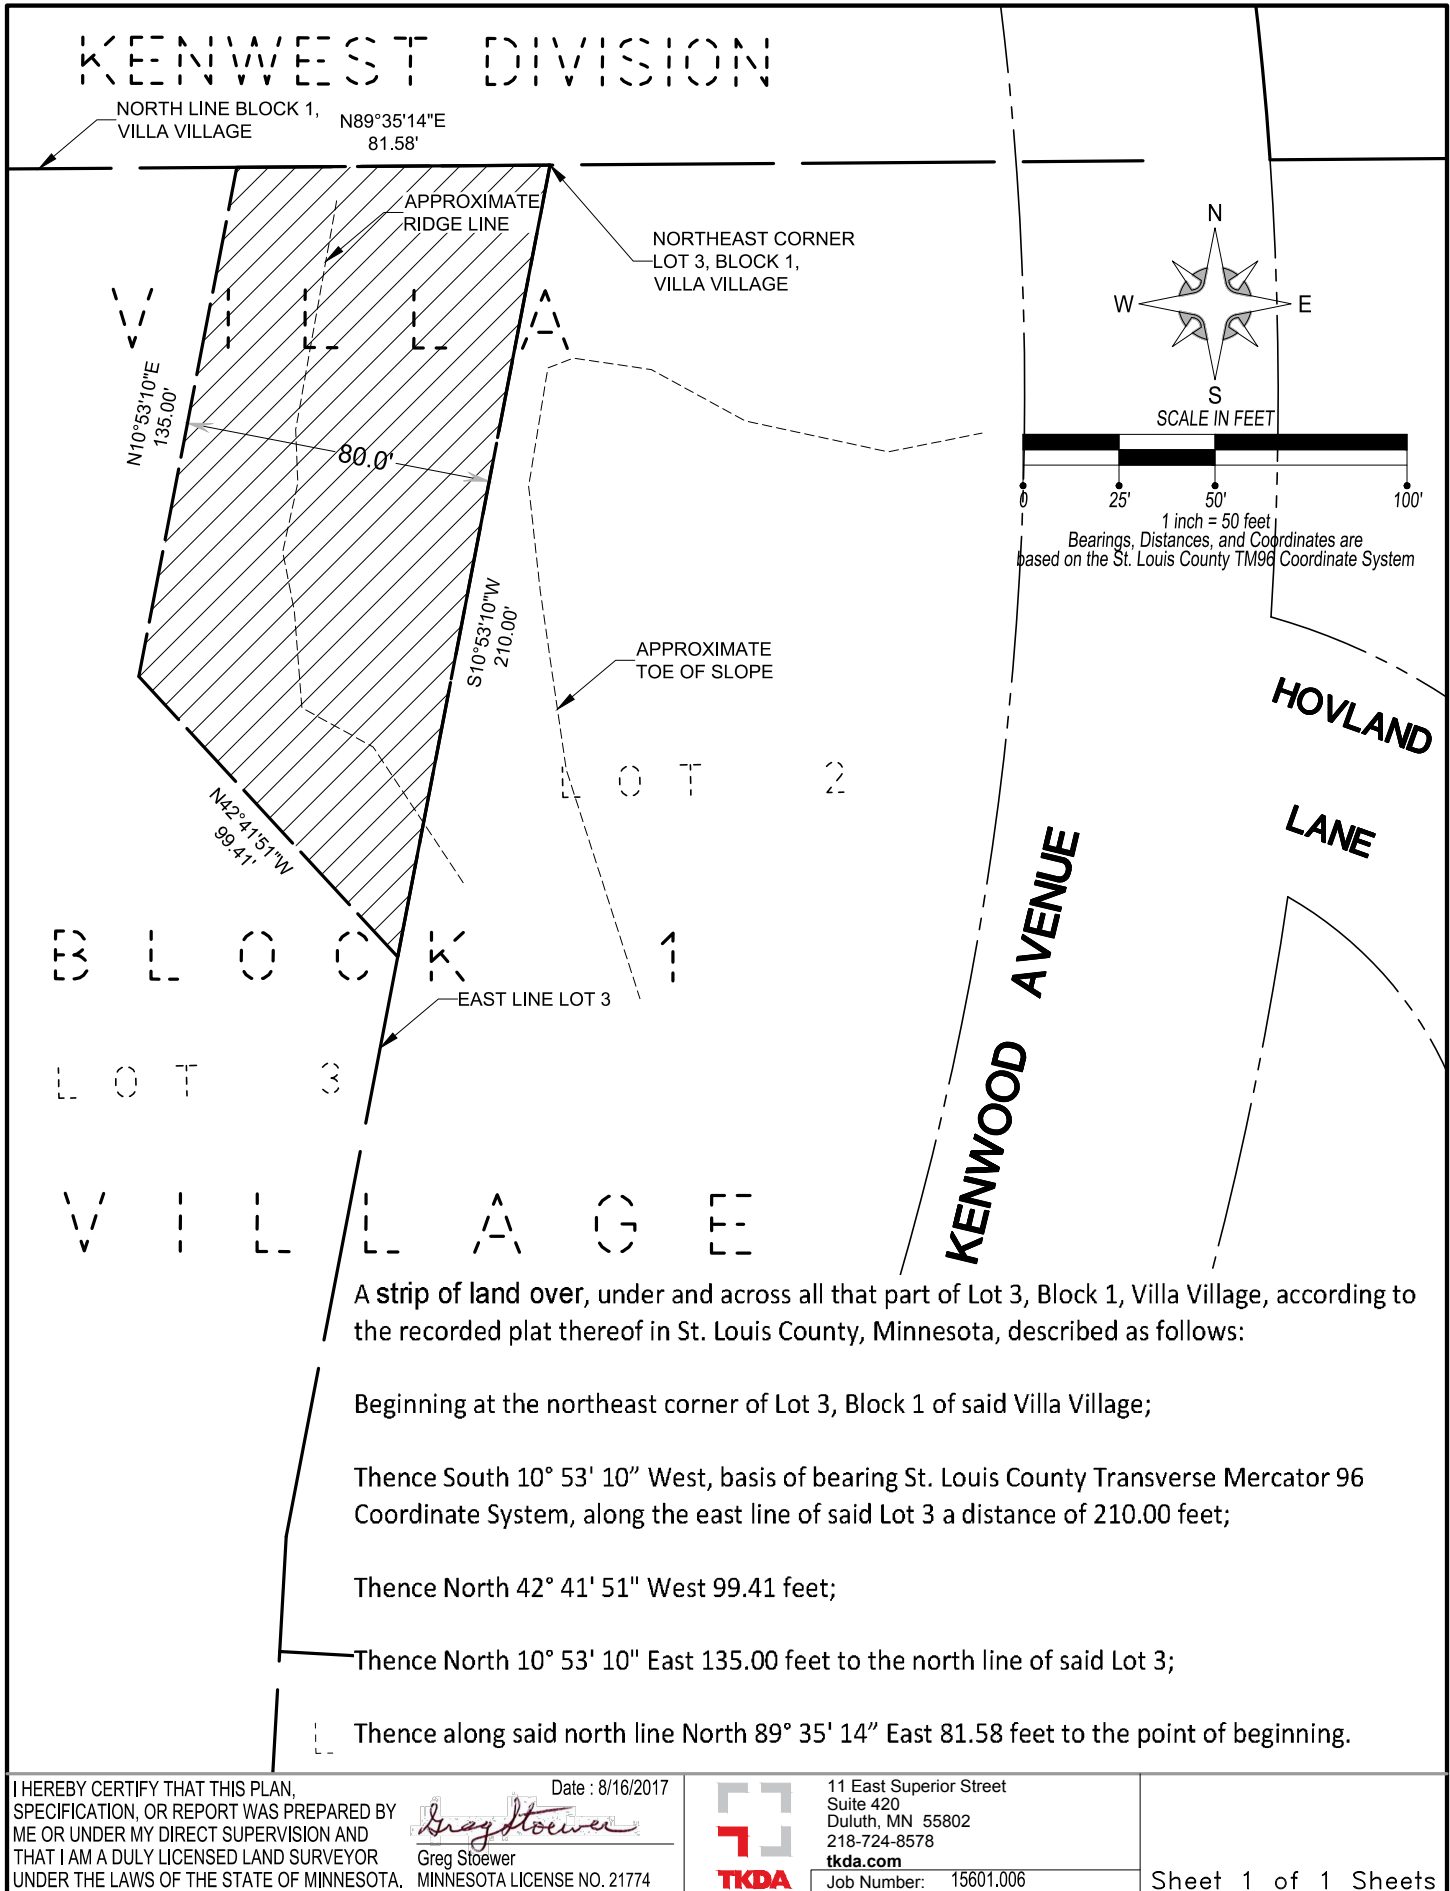 KENWEST DIVISION
NORTH LINE BLOCK 1,
VILLA VILLAGE
N89°35'14"E
81.58'
APPROXIMATE
RIDGE LINE
NORTHEAST CORNER
LOT 3, BLOCK 1,
VILLA VILLAGE
N
W
E
S
VILLA
N10°53'10"E
135.00'
80.0'
SCALE IN FEET
0 25' 50' 100'
1 inch = 50 feet
Bearings, Distances, and Coordinates are
based on the St. Louis County TM96 Coordinate System
S10°53'10"W
210.00'
APPROXIMATE
TOE OF SLOPE
HOVLAND
LANE
LOT 2
N42°41'51"W
99.41'
KENWOOD AVENUE
BLOCK 1
EAST LINE LOT 3
LOT 3
VILLAGE
A strip of land over, under and across all that part of Lot 3, Block 1, Villa Village, according to
the recorded plat thereof in St. Louis County, Minnesota, described as follows:
Beginning at the northeast corner of Lot 3, Block 1 of said Villa Village;
Thence South 10° 53' 10” West, basis of bearing St. Louis County Transverse Mercator 96
Coordinate System, along the east line of said Lot 3 a distance of 210.00 feet;
Thence North 42° 41' 51" West 99.41 feet;
Thence North 10° 53' 10" East 135.00 feet to the north line of said Lot 3;
L
Thence along said north line North 89° 35' 14” East 81.58 feet to the point of beginning.
I HEREBY CERTIFY THAT THIS PLAN,
SPECIFICATION, OR REPORT WAS PREPARED BY
ME OR UNDER MY DIRECT SUPERVISION AND
THAT I AM A DULY LICENSED LAND SURVEYOR
UNDER THE LAWS OF THE STATE OF MINNESOTA.
Date : 8/16/2017
Greg Stoewer
Greg Stoewer
MINNESOTA LICENSE NO. 21774
TKDA
11 East Superior Street
Suite 420
Duluth, MN 55802
218-724-8578
tkda.com
Job Number: 15601.006
Sheet 1 of 1 Sheets